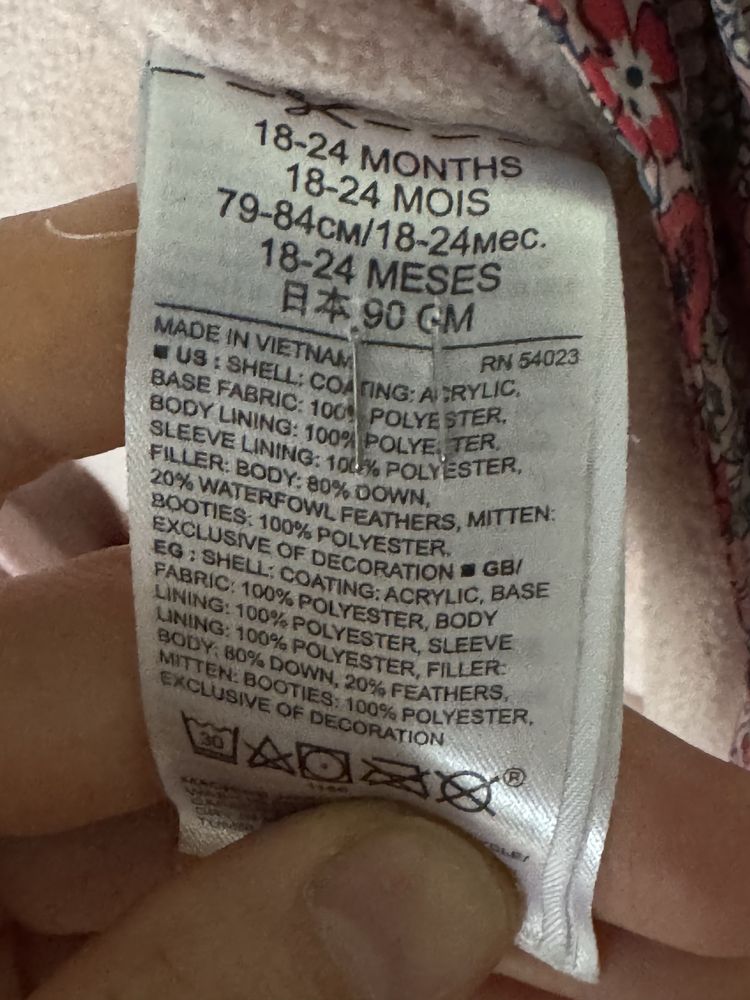 18-24 MONTHS
18-24 MOIS
79-84см/18-24мес.
18-24 MESES
日本 90 CM
MADE IN VIETNAM
RN 54023
■ US : SHELL: COATING: ACRYLIC,
BASE FABRIC: 100% POLYESTER,
BODY LINING: 100% POLYESTER,
SLEEVE LINING: 100% POLYESTER,
FILLER: BODY: 80% DOWN,
20% WATERFOWL FEATHERS, MITTEN:
BOOTIES: 100% POLYESTER,
EXCLUSIVE OF DECORATION ■ GB/
EG : SHELL: COATING: ACRYLIC, BASE
FABRIC: 100% POLYESTER, BODY
LINING: 100% POLYESTER, SLEEVE
LINING: 100% POLYESTER, FILLER:
BODY: 80% DOWN, 20% FEATHERS,
MITTEN: BOOTIES: 100% POLYESTER,
EXCLUSIVE OF DECORATION
30
®